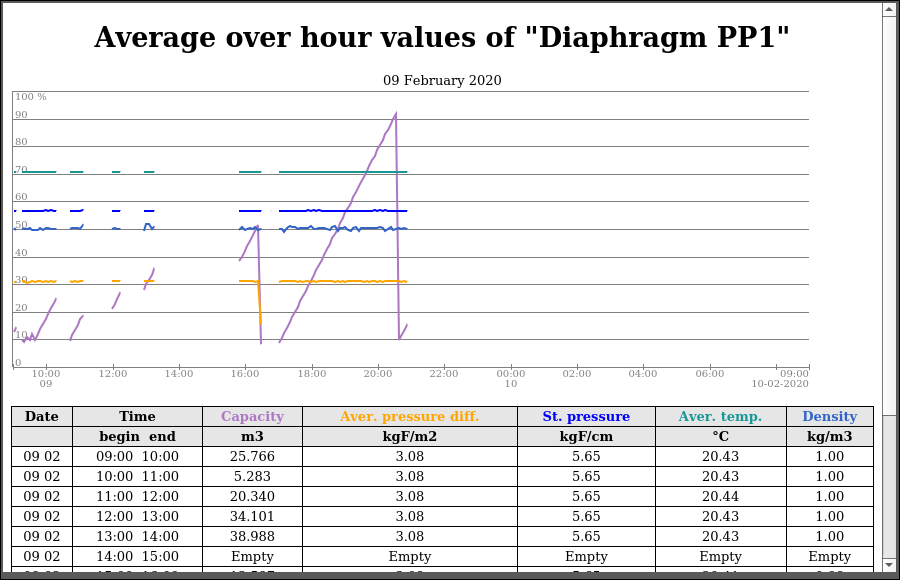 Average over hour values of "Diaphragm PP1"
09 February 2020
100 %
90
80
70
60
50
40
30
20
10
0
10:00 12:00 14:00 16:00 18:00 20:00 22:00 00:00 02:00 04:00 06:00 09:00
09 10 10-02-2020
Date Time Capacity Aver. pressure diff. St. pressure Aver. temp. Density
begin end m3 kgF/m2 kgF/cm °C kg/m3
09 02 09:00 10:00 25.766 3.08 5.65 20.43 1.00
09 02 10:00 11:00 5.283 3.08 5.65 20.43 1.00
09 02 11:00 12:00 20.340 3.08 5.65 20.44 1.00
09 02 12:00 13:00 34.101 3.08 5.65 20.43 1.00
09 02 13:00 14:00 38.988 3.08 5.65 20.43 1.00
09 02 14:00 15:00 Empty Empty Empty Empty Empty